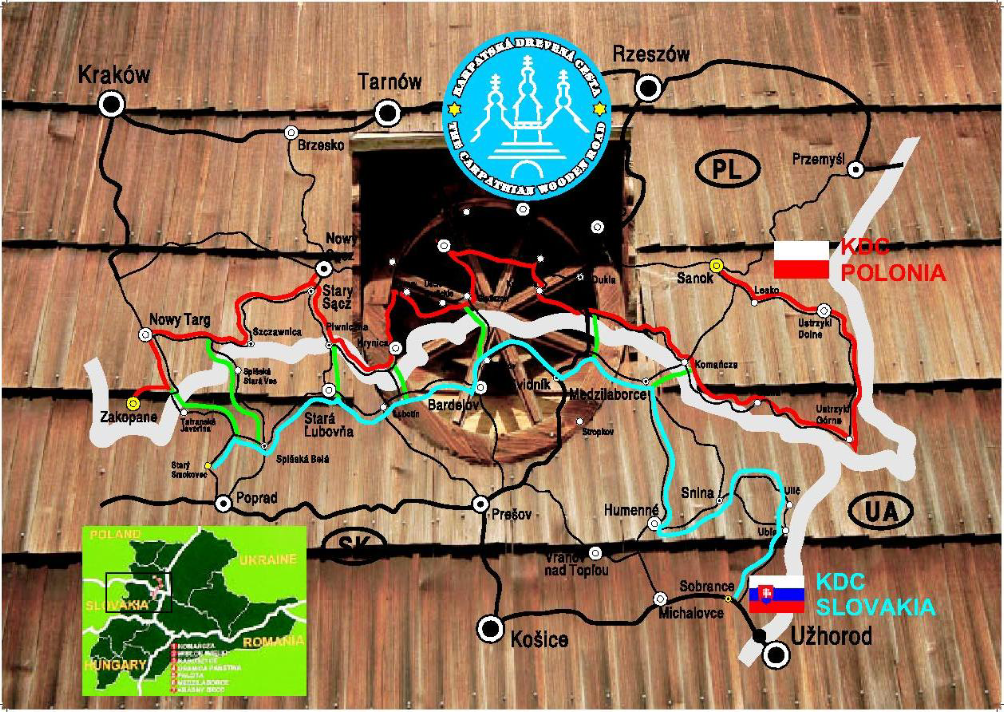 KARPATSKÁ DREVENÁ CESTA
THE CARPATHIAN WOODEN ROAD
Kraków
Tarnów
Rzeszów
Brzesko
PL
Przemyśl
Nowy
KDC
POLONIA
Sanok
Lesko
Dukla
Stary
Sącz
Ustrzyki
Dolne
Nowy Targ
Szczawnica
Piwniczna
Krynica
Komańcza
Spišská
Stará Ves
Zakopane
Tatranská
Javorina
Stará
Ľubovňa
Bardejov
Medzilaborce
Ustrzyki
Górne
Stropkov
Spišská Belá
Starý
Smokovec
Poprad
Prešov
Snina
Ulič
Humenné
Ubľa
UA
SK
Vranov
nad Topľou
Sobrance
Michalovce
KDC
SLOVAKIA
Košice
Užhorod
POLAND
UKRAINE
SLOVAKIA
ROMANIA
HUNGARY